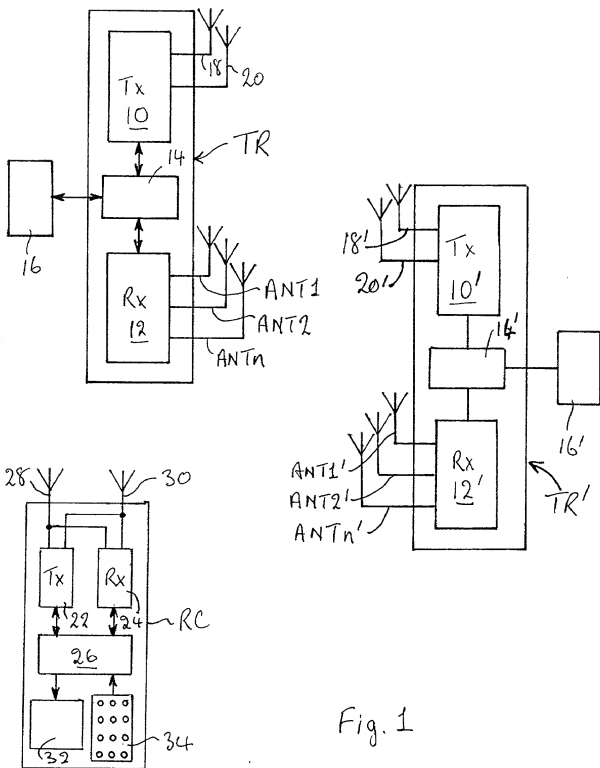 Tx
10
18
20
TR
14
16
Rx
12
ANT1
ANT2
ANTn
18'
20'
Tx
10'
14'
16'
ANT1'
ANT2'
ANTn'
Rx
12'
TR'
28
30
Tx
22
Rx
24
RC
26
32
34
Fig. 1